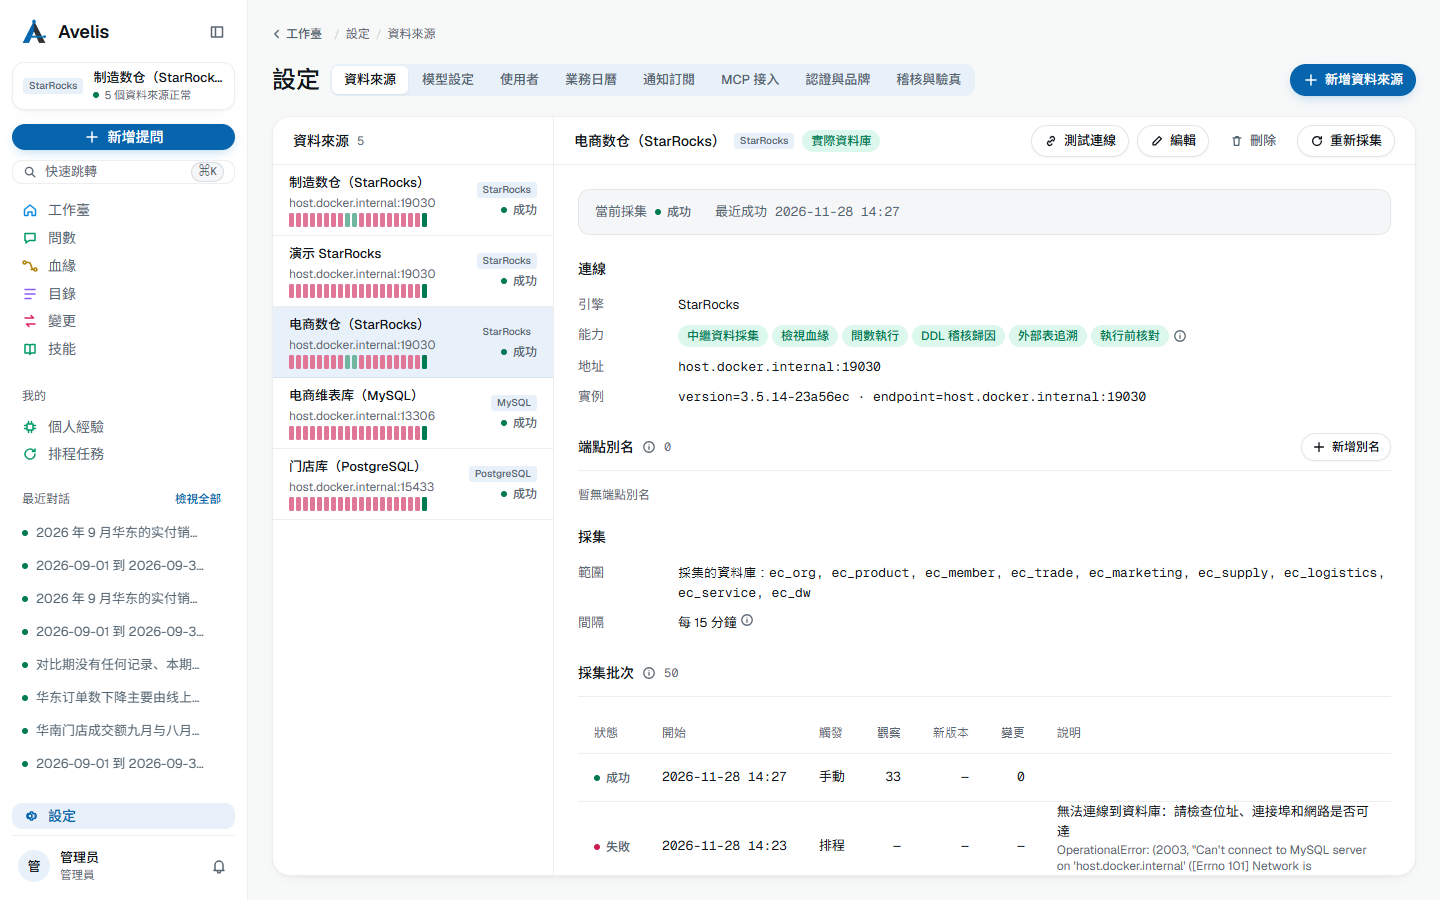 Avelis
StarRocks
制造数仓（StarRock...
5 個資料來源正常
新增提問
快速跳轉
⌘K
工作臺
問數
血緣
目錄
變更
技能
我的
個人經驗
排程任務
最近對話
檢視全部
2026 年 9 月华东的实付销...
2026-09-01 到 2026-09-3...
2026 年 9 月华东的实付销...
2026-09-01 到 2026-09-3...
对比期没有任何记录、本期...
华东订单数下降主要由线上...
华南门店成交额九月与八月...
2026-09-01 到 2026-09-3...
設定
管
管理员
管理員
工作臺 / 設定 / 資料來源
設定
資料來源
模型設定
使用者
業務日曆
通知訂閱
MCP 接入
認證與品牌
稽核與驗真
新增資料來源
資料來源 5
制造数仓（StarRocks）
StarRocks
host.docker.internal:19030
成功
演示 StarRocks
StarRocks
host.docker.internal:19030
成功
电商数仓（StarRocks）
StarRocks
host.docker.internal:19030
成功
电商维表库（MySQL）
MySQL
host.docker.internal:13306
成功
门店库（PostgreSQL）
PostgreSQL
host.docker.internal:15433
成功
电商数仓（StarRocks）
StarRocks
實際資料庫
測試連線
編輯
刪除
重新採集
當前採集 成功 最近成功 2026-11-28 14:27
連線
引擎 StarRocks
能力 中繼資料採集 檢視血緣 問數執行 DDL 稽核歸因 外部表追溯 執行前核對
地址 host.docker.internal:19030
實例 version=3.5.14-23a56ec · endpoint=host.docker.internal:19030
端點別名 0
新增別名
暫無端點別名
採集
範圍 採集的資料庫：ec_org, ec_product, ec_member, ec_trade, ec_marketing, ec_supply, ec_logistics,
ec_service, ec_dw
間隔 每 15 分鐘
採集批次 50
狀態 開始 觸發 觀察 新版本 變更 說明
成功 2026-11-28 14:27 手動 33 – 0
失敗 2026-11-28 14:23 排程 – – –
無法連線到資料庫：請檢查位址、連接埠和網路是否可
達
OperationalError: (2003, "Can't connect to MySQL server
on 'host.docker.internal' ([Errno 101] Network is